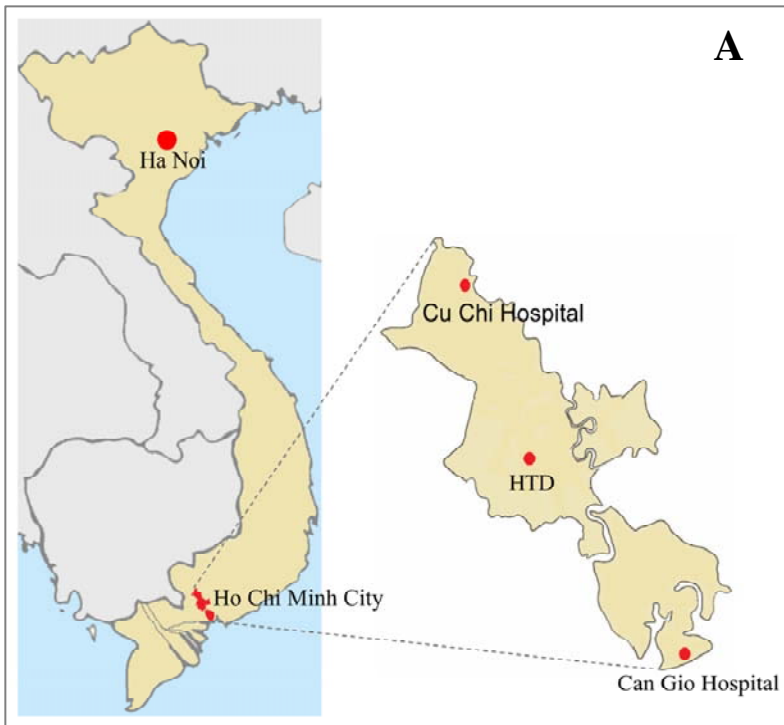 A
Ha Noi
Cu Chi Hospital
HTD
Ho Chi Minh City
Can Gio Hospital